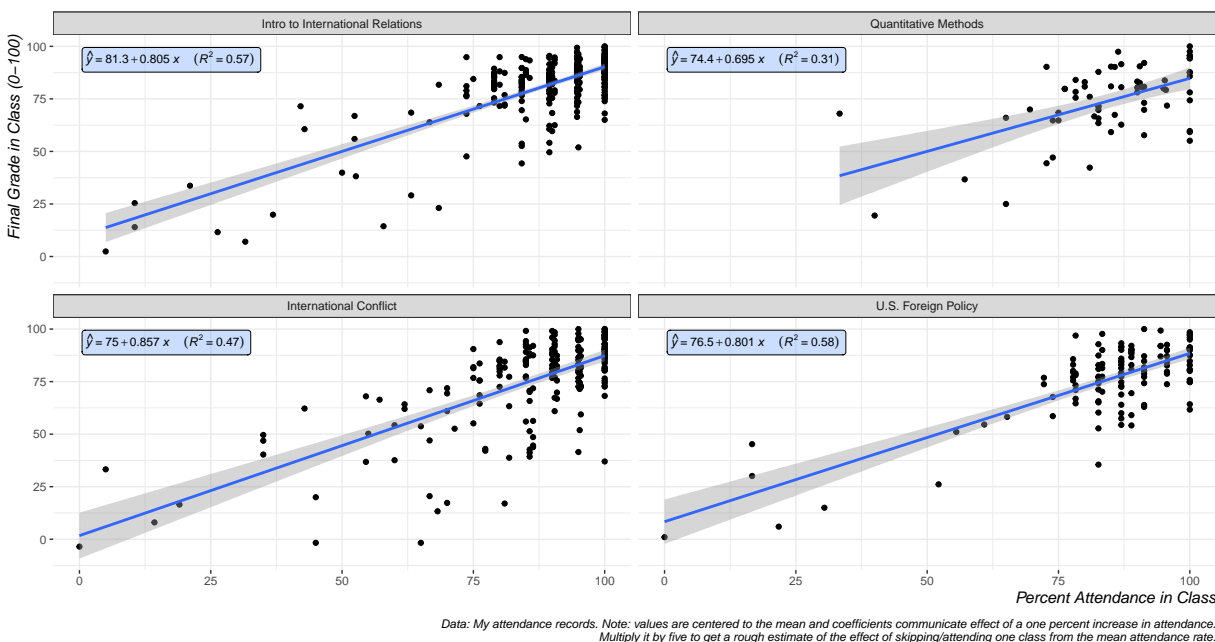 Intro to International Relations
Quantitative Methods
Final Grade in Class (0−100)
100
75
50
25
0
ŷ = 81.3 + 0.805 x (R² = 0.57)
ŷ = 74.4 + 0.695 x (R² = 0.31)
International Conflict
U.S. Foreign Policy
100
75
50
25
0
ŷ = 75 + 0.857 x (R² = 0.47)
ŷ = 76.5 + 0.801 x (R² = 0.58)
0 25 50 75 100
0 25 50 75 100
Percent Attendance in Class
Data: My attendance records. Note: values are centered to the mean and coefficients communicate effect of a one percent increase in attendance.
Multiply it by five to get a rough estimate of the effect of skipping/attending one class from the mean attendance rate.